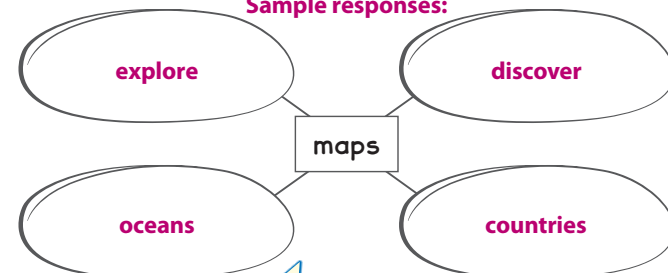 Sample responses:
explore
discover
maps
oceans
countries